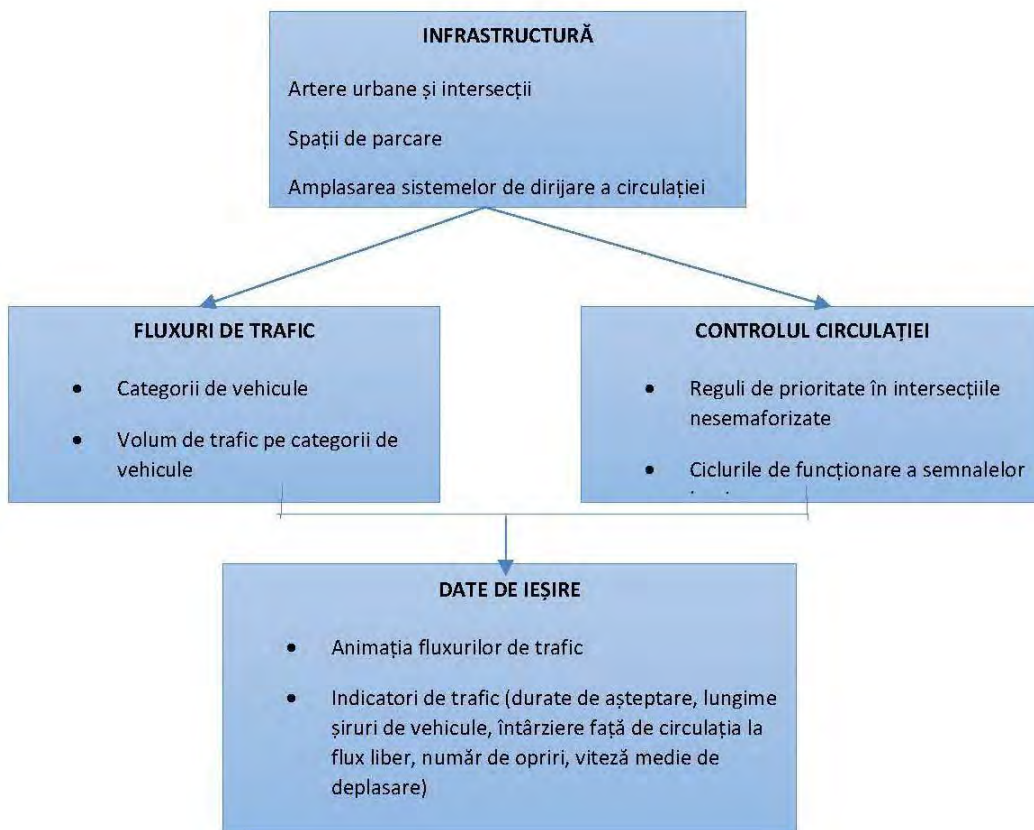 INFRASTRUCTURĂ
Artere urbane și intersecții
Spații de parcare
Amplasarea sistemelor de dirijare a circulației
FLUXURI DE TRAFIC
• Categorii de vehicule
• Volum de trafic pe categorii de
vehicule
CONTROLUL CIRCULAȚIEI
• Reguli de prioritate în intersecțiile
nesemaforizate
• Ciclurile de funcționare a semnalelor
DATE DE IEȘIRE
• Animația fluxurilor de trafic
• Indicatori de trafic (durate de așteptare, lungime
șiruri de vehicule, întârziere față de circulația la
flux liber, număr de opriri, viteză medie de
deplasare)